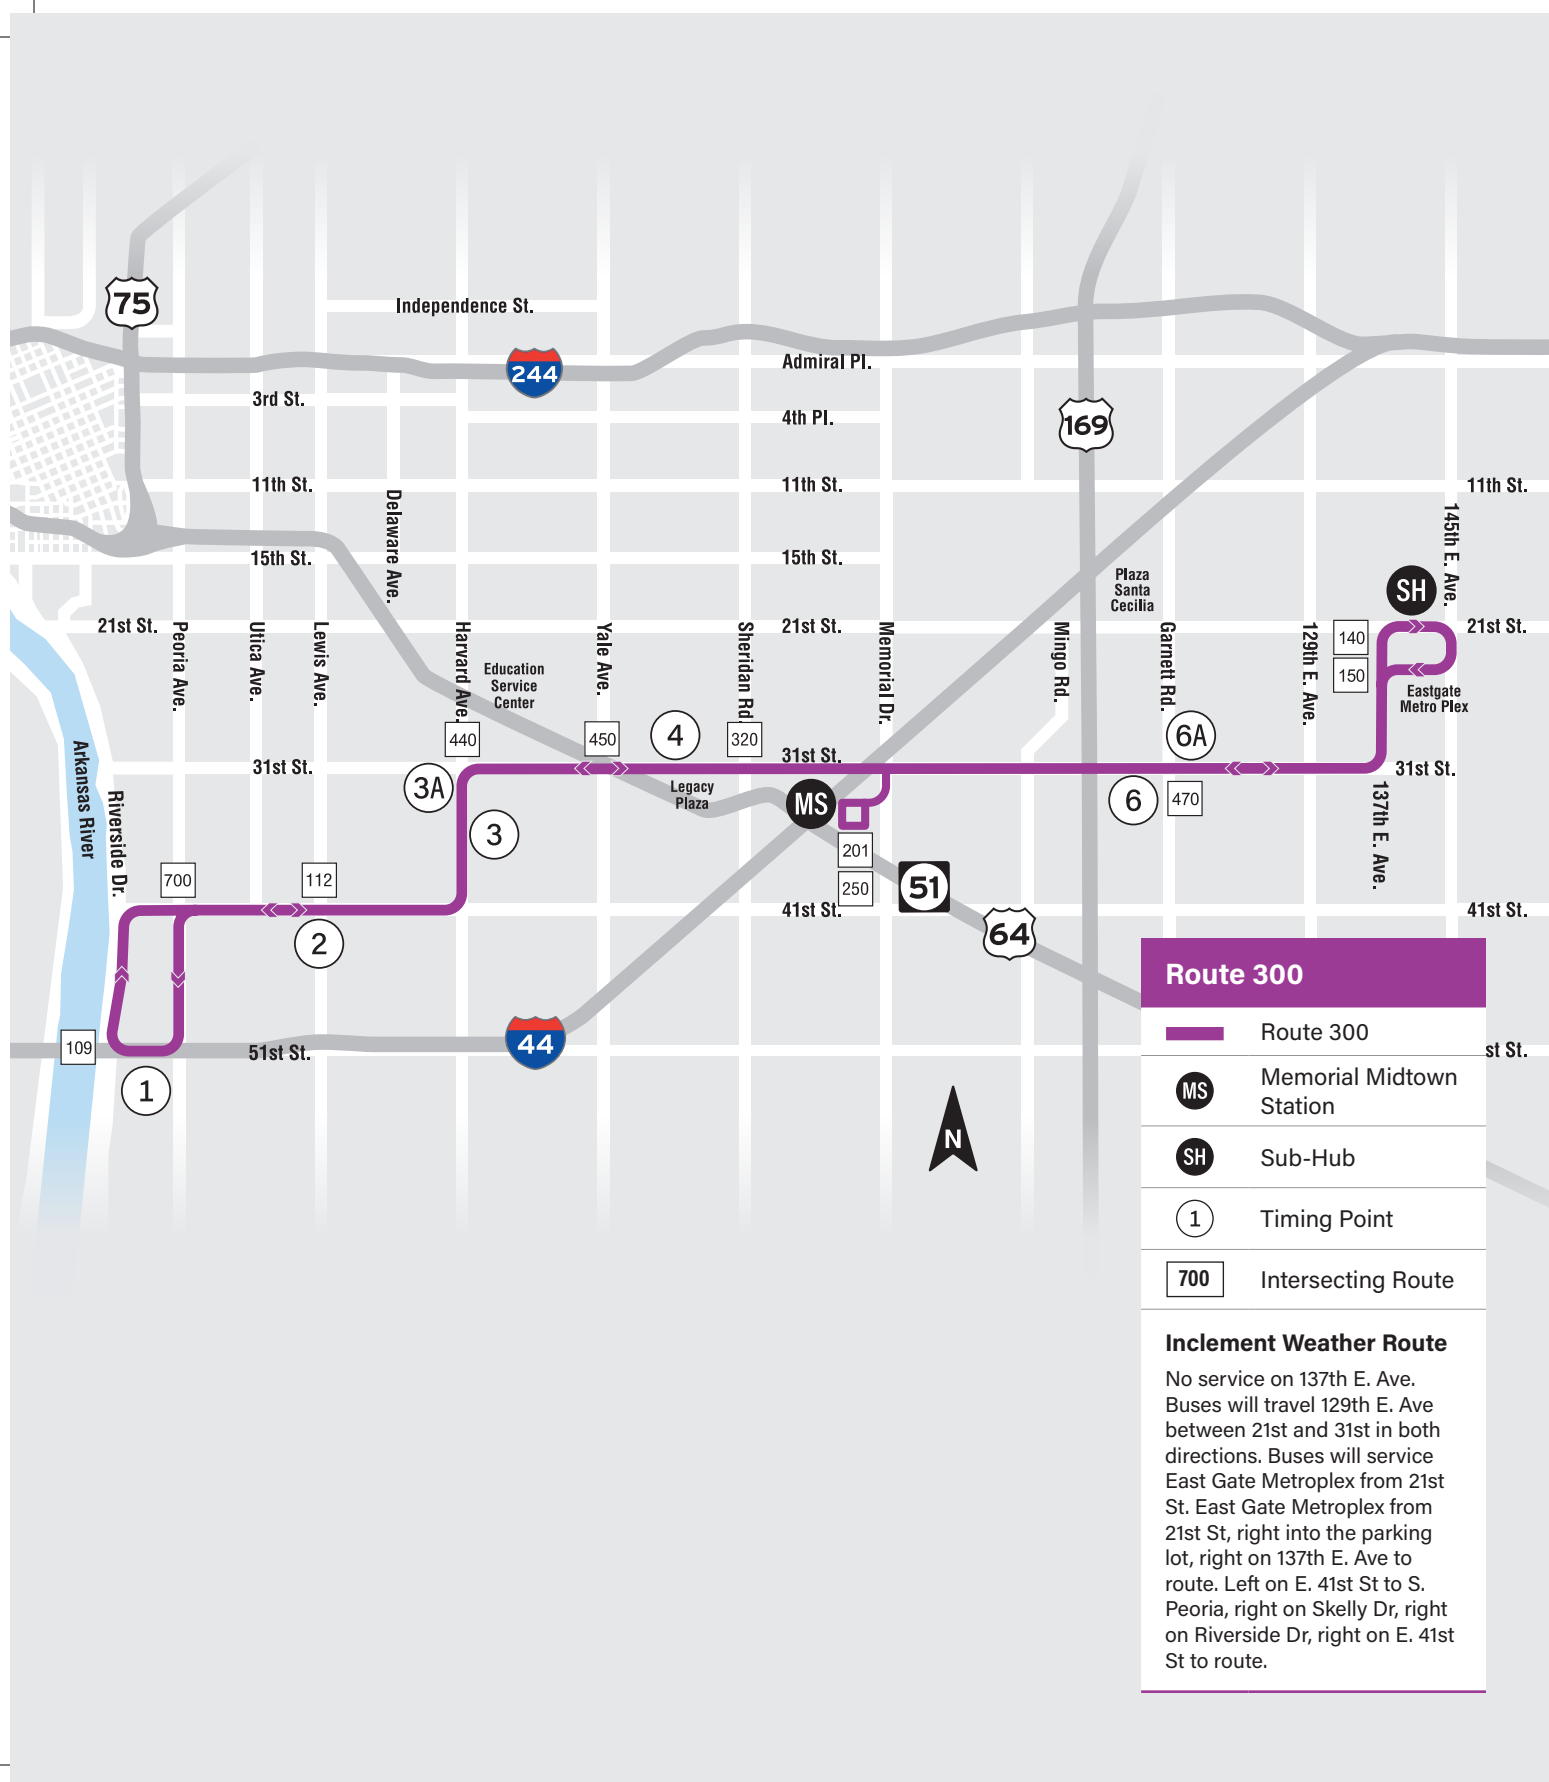 75
Independence St.
244
Admiral Pl.
3rd St.
4th Pl.
169
11th St.
11th St.
11th St.
Delaware Ave.
145th E. Ave.
15th St.
15th St.
Plaza
Santa
Cecilia
SH
21st St.
Peoria Ave.
Utica Ave.
Lewis Ave.
Harvard Ave.
Yale Ave.
Sheridan Rd.
21st St.
Memorial Dr.
Mingo Rd.
Garnett Rd.
129th E. Ave.
140
21st St.
150
Education
Service
Center
Eastgate
Metro Plex
440
450
4
320
6A
31st St.
31st St.
31st St.
Arkansas River
Riverside Dr.
3A
Legacy
Plaza
MS
6
470
137th E. Ave.
3
201
250
51
700
112
41st St.
41st St.
2
64
109
51st St.
44
st St.
1
N
Route 300
Route 300
MS
Memorial Midtown
Station
SH
Sub-Hub
1
Timing Point
700
Intersecting Route
Inclement Weather Route
No service on 137th E. Ave.
Buses will travel 129th E. Ave
between 21st and 31st in both
directions. Buses will service
East Gate Metroplex from 21st
St. East Gate Metroplex from
21st St, right into the parking
lot, right on 137th E. Ave to
route. Left on E. 41st St to S.
Peoria, right on Skelly Dr, right
on Riverside Dr, right on E. 41st
St to route.